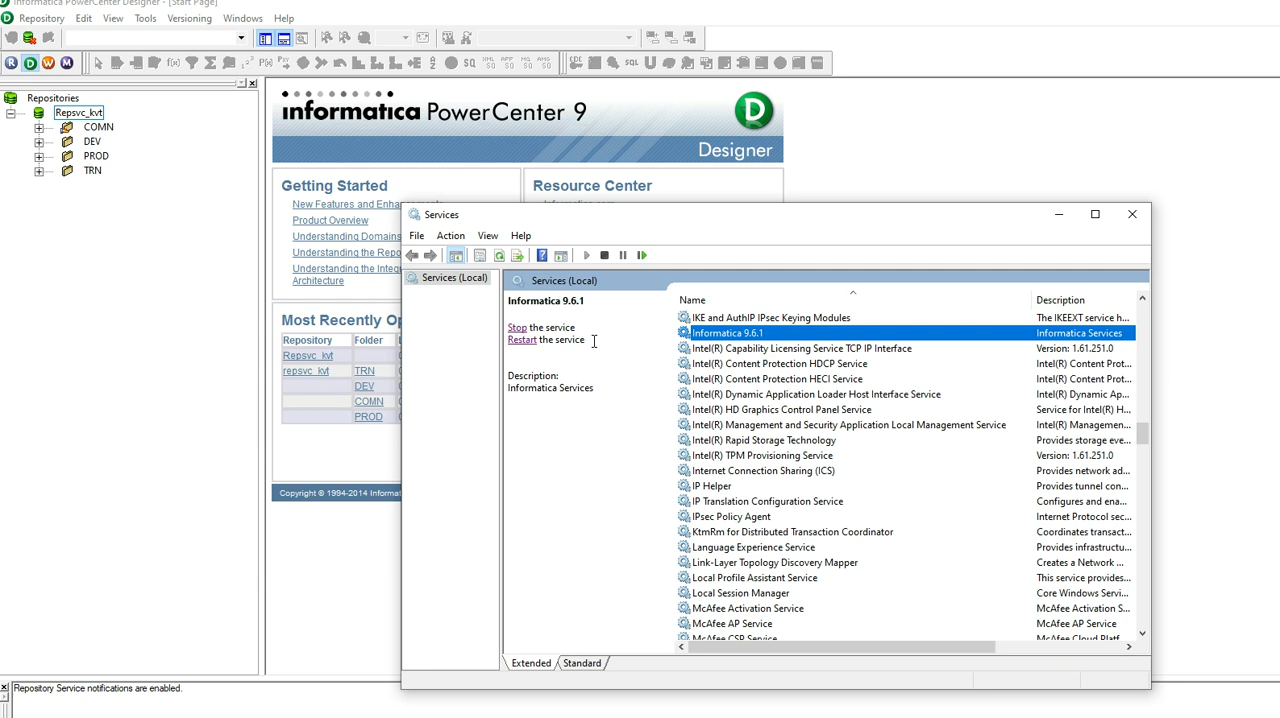 Informatica PowerCenter Designer - [Start Page]
Repository Edit View Tools Versioning Windows Help
Repositories
Repsvc_kvt
COMN
DEV
PROD
TRN
informatica PowerCenter 9
Designer
Getting Started
New Features and Enha
Product Overview
Understanding Domains
Understanding the Repo
Understanding the Integ
Architecture
Resource Center
Most Recently Op
Repository Folder
Repsvc_kvt
repsvc_kvt TRN
DEV
COMN
PROD
Copyright © 1994-2014 Informat
Services
File Action View Help
Services (Local)
Services (Local)
Informatica 9.6.1
Stop the service
Restart the service
Description:
Informatica Services
Name Description
IKE and AuthIP IPsec Keying Modules The IKEEXT service h...
Informatica 9.6.1 Informatica Services
Intel(R) Capability Licensing Service TCP IP Interface Version: 1.61.251.0
Intel(R) Content Protection HDCP Service Intel(R) Content Prot...
Intel(R) Content Protection HECI Service Intel(R) Content Prot...
Intel(R) Dynamic Application Loader Host Interface Service Intel(R) Dynamic Ap...
Intel(R) HD Graphics Control Panel Service Service for Intel(R) H...
Intel(R) Management and Security Application Local Management Service Intel(R) Managemen...
Intel(R) Rapid Storage Technology Provides storage eve...
Intel(R) TPM Provisioning Service Version: 1.61.251.0
Internet Connection Sharing (ICS) Provides network ad...
IP Helper Provides tunnel con...
IP Translation Configuration Service Configures and ena...
IPsec Policy Agent Internet Protocol sec...
KtmRm for Distributed Transaction Coordinator Coordinates transact...
Language Experience Service Provides infrastructu...
Link-Layer Topology Discovery Mapper Creates a Network ...
Local Profile Assistant Service This service provides...
Local Session Manager Core Windows Servi...
McAfee Activation Service McAfee Activation S...
McAfee AP Service McAfee AP Service
McAfee CSP Service McAfee Cloud Platf
Extended Standard
Repository Service notifications are enabled.